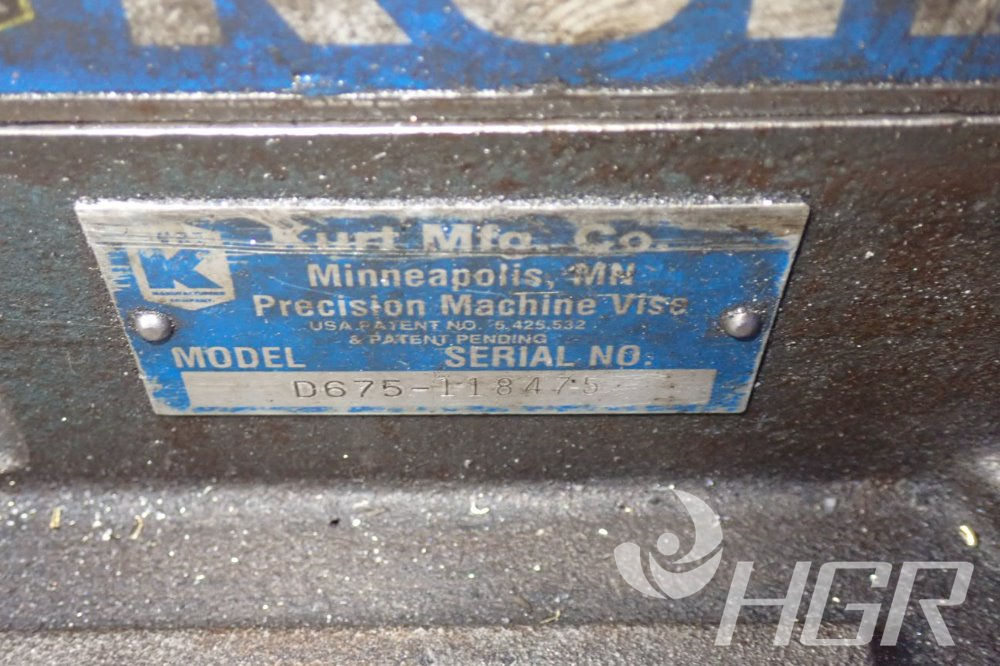 Kurt Mfg. Co.
K
Minneapolis, MN
Precision Machine Vise
USA PATENT NO. 5.425.532
& PATENT PENDING
MODEL SERIAL NO.
D675-118475
HGR